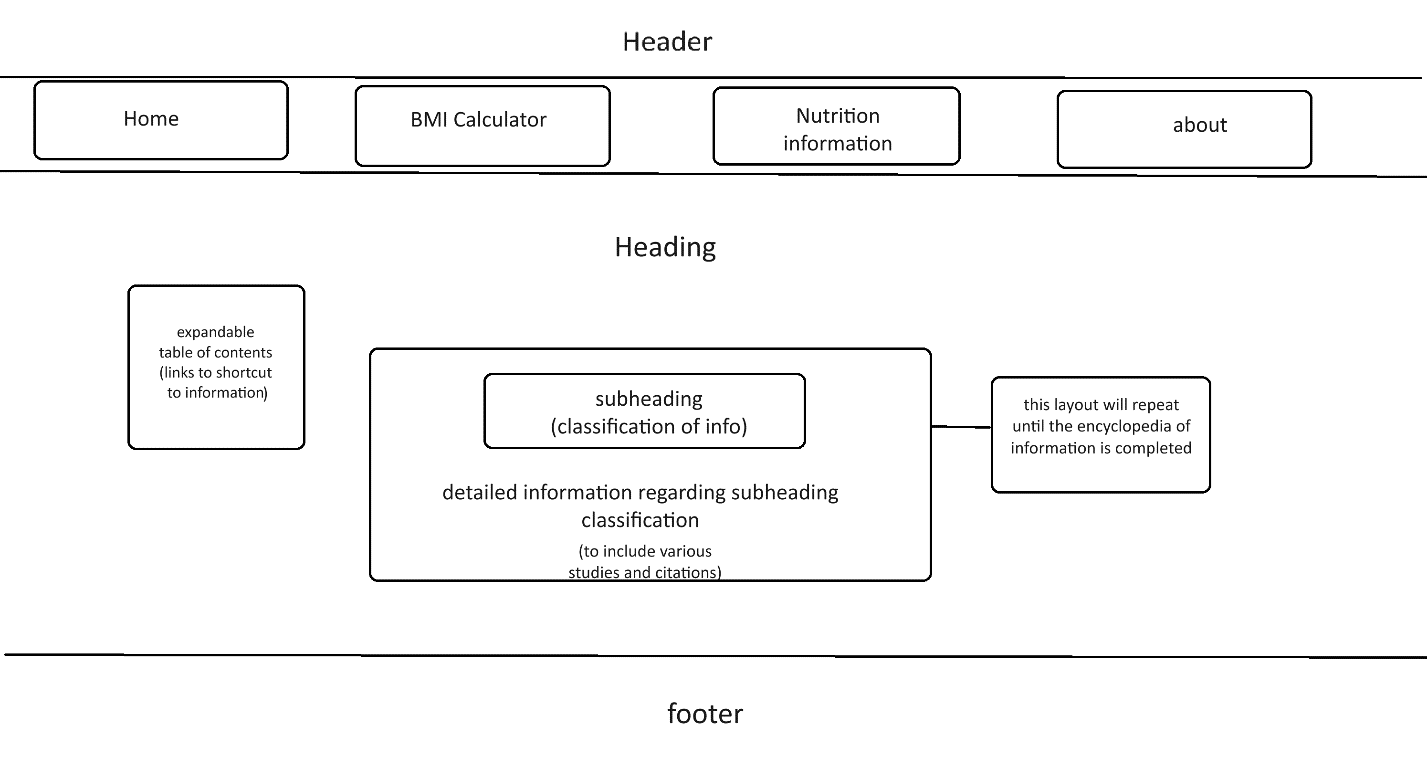 Header
Home
BMI Calculator
Nutrition
information
about
Heading
expandable
table of contents
(links to shortcut
to information)
subheading
(classification of info)
detailed information regarding subheading
classification
(to include various
studies and citations)
this layout will repeat
until the encyclopedia of
information is completed
footer